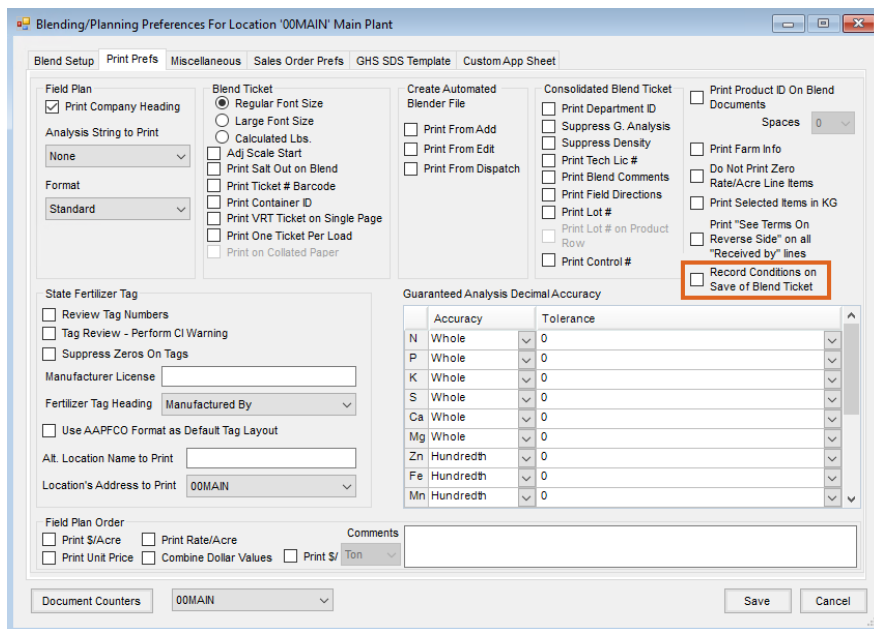 Blending/Planning Preferences For Location '00MAIN' Main Plant
Blend Setup Print Prefs Miscellaneous Sales Order Prefs GHS SDS Template Custom App Sheet
Field Plan
Print Company Heading
Analysis String to Print
None
Format
Standard
Blend Ticket
Regular Font Size
Large Font Size
Calculated Lbs.
Adj Scale Start
Print Salt Out on Blend
Print Ticket # Barcode
Print Container ID
Print VRT Ticket on Single Page
Print One Ticket Per Load
Print on Collated Paper
Create Automated
Blender File
Print From Add
Print From Edit
Print From Dispatch
Consolidated Blend Ticket
Print Department ID
Suppress G. Analysis
Suppress Density
Print Tech Lic #
Print Blend Comments
Print Field Directions
Print Lot #
Print Lot # on Product
Row
Print Control #
Print Product ID On Blend
Documents
Spaces 0
Print Farm Info
Do Not Print Zero
Rate/Acre Line Items
Print Selected Items in KG
Print "See Terms On
Reverse Side" on all
"Received by" lines
Record Conditions on
Save of Blend Ticket
State Fertilizer Tag
Review Tag Numbers
Tag Review - Perform CI Warning
Suppress Zeros On Tags
Manufacturer License
Fertilizer Tag Heading Manufactured By
Use AAPFCO Format as Default Tag Layout
Alt. Location Name to Print
Location's Address to Print 00MAIN
Guaranteed Analysis Decimal Accuracy
Accuracy Tolerance
N Whole 0
P Whole 0
K Whole 0
S Whole 0
Ca Whole 0
Mg Whole 0
Zn Hundredth 0
Fe Hundredth 0
Mn Hundredth 0
Field Plan Order
Print $/Acre Print Rate/Acre
Print Unit Price Combine Dollar Values Print $/ Ton
Comments
Document Counters 00MAIN Save Cancel